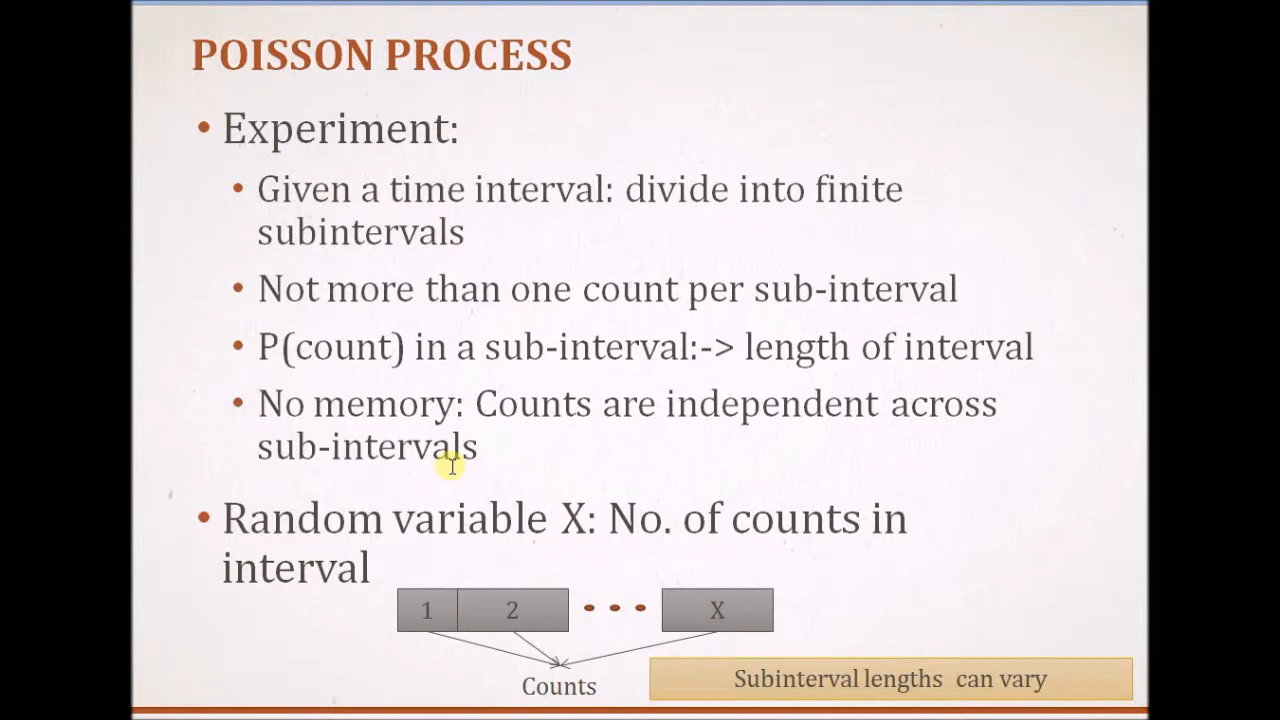 POISSON PROCESS
• Experiment:
• Given a time interval: divide into finite
subintervals
• Not more than one count per sub-interval
• P(count) in a sub-interval:-> length of interval
• No memory: Counts are independent across
sub-intervals
• Random variable X: No. of counts in
interval
1 2 • • • X
Counts
Subinterval lengths can vary